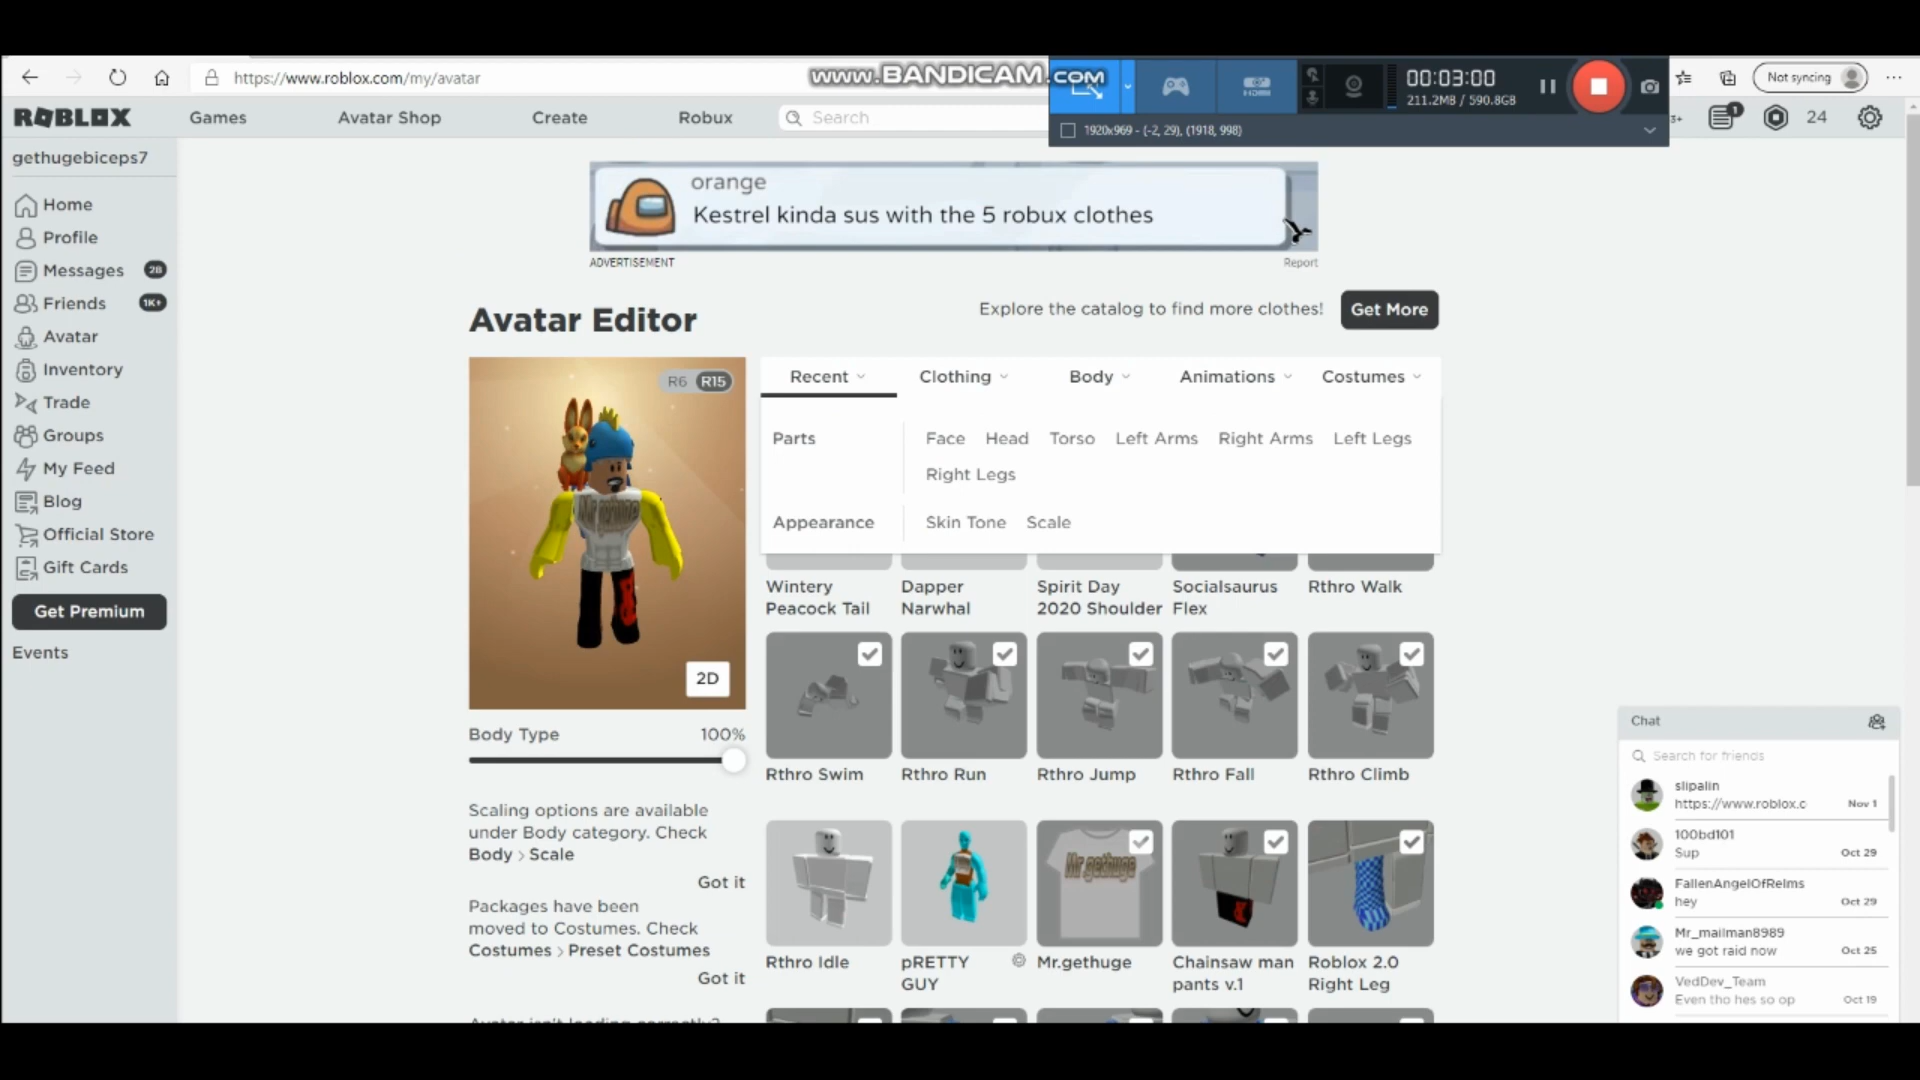 https://www.roblox.com/my/avatar
www.BANDICAM.COM
00:03:00
211.2MB / 590.8GB
1920x969 - (-2, 29), (1918, 998)
Not syncing
ROBLOX
Games
Avatar Shop
Create
Robux
Search
1
24
gethugebiceps7
Home
Profile
Messages 28
Friends 1K+
Avatar
Inventory
Trade
Groups
My Feed
Blog
Official Store
Gift Cards
Get Premium
Events
orange
Kestrel kinda sus with the 5 robux clothes
ADVERTISEMENT
Report
Avatar Editor
Explore the catalog to find more clothes!
Get More
R6 R15
2D
Body Type 100%
Scaling options are available
under Body category. Check
Body > Scale
Got it
Packages have been
moved to Costumes. Check
Costumes > Preset Costumes
Got it
Avatar isn't loading correctly?
Recent
Clothing
Body
Animations
Costumes
Parts
Face Head Torso Left Arms Right Arms Left Legs
Right Legs
Appearance
Skin Tone Scale
Wintery
Peacock Tail
Dapper
Narwhal
Spirit Day
2020 Shoulder
Socialsaurus
Flex
Rthro Walk
Rthro Swim
Rthro Run
Rthro Jump
Rthro Fall
Rthro Climb
Mr.gethuge
Rthro Idle
pRETTY
GUY
Mr.gethuge
Chainsaw man
pants v.1
Roblox 2.0
Right Leg
Chat
Search for friends
slipalin
https://www.roblox.c Nov 1
100bd101
Sup Oct 29
FallenAngelOfRelms
hey Oct 29
Mr_mailman8989
we got raid now Oct 25
VedDev_Team
Even tho hes so op Oct 19